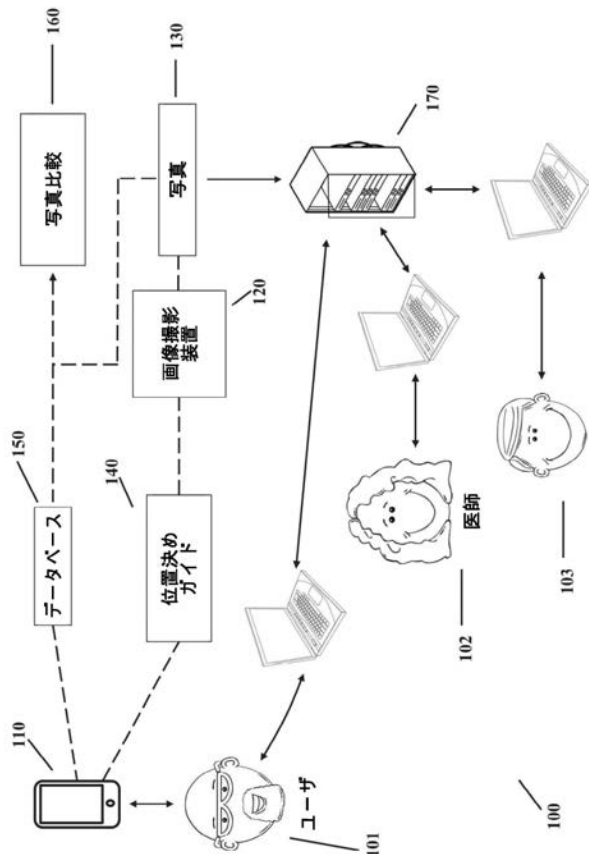 160
写真比較
130
写真
170
120
画像撮影
装置
150
データベース
140
位置決め
ガイド
110
ユーザ
101
医師
102
103
100